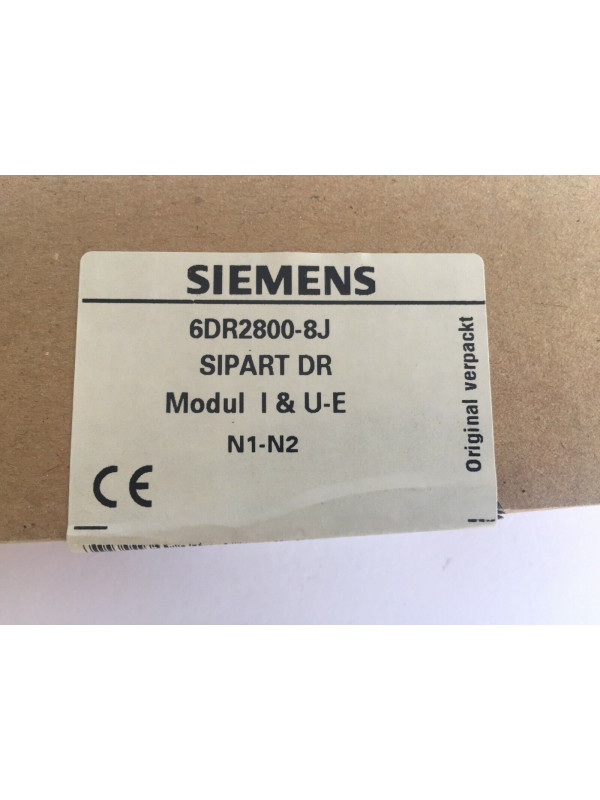 SIEMENS
6DR2800-8J
SIPART DR
Modul I & U-E
N1-N2
CE
Original verpackt